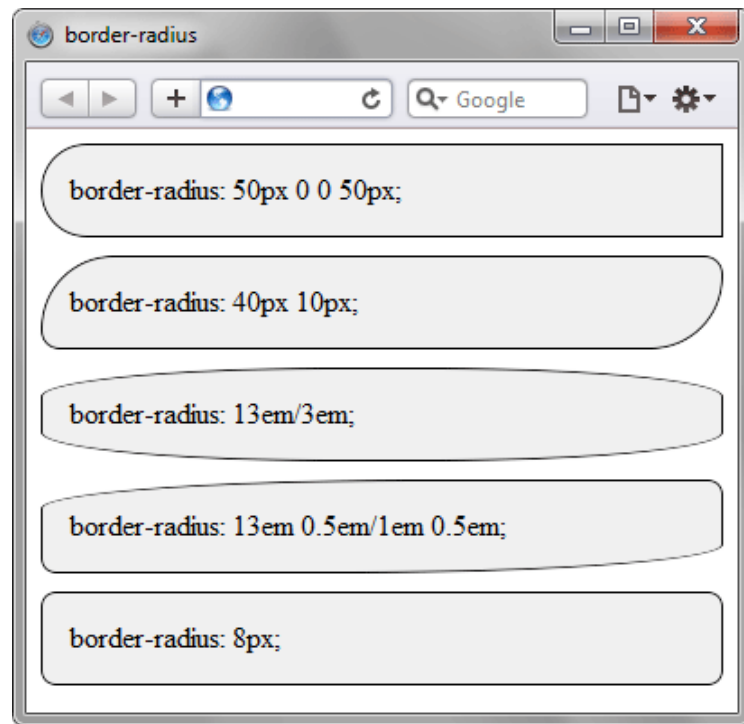 border-radius
Google
border-radius: 50px 0 0 50px;
border-radius: 40px 10px;
border-radius: 13em/3em;
border-radius: 13em 0.5em/1em 0.5em;
border-radius: 8px;